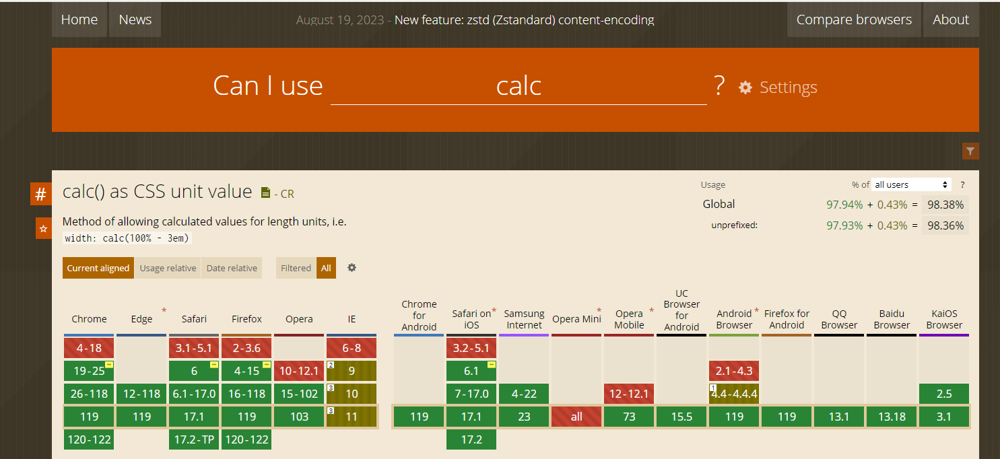 Home News August 19, 2023 - New feature: zstd (Zstandard) content-encoding Compare browsers About
Can I use calc ? Settings
# calc() as CSS unit value - CR
Usage % of all users ?
Global 97.94% + 0.43% = 98.38%
unprefixed: 97.93% + 0.43% = 98.36%
Method of allowing calculated values for length units, i.e.
width: calc(100% - 3em)
Current aligned Usage relative Date relative Filtered All
Chrome Edge * Safari Firefox Opera IE Chrome for Android Safari on iOS * Samsung Internet Opera Mini * Opera Mobile * UC Browser for Android Android Browser * Firefox for Android QQ Browser Baidu Browser KaiOS Browser
4-18 3.1-5.1 2-3.6 6-8 3.2-5.1
19-25 6 4-15 10-12.1 2 9 6.1 2.1-4.3
26-118 12-118 6.1-17.0 16-118 15-102 3 10 7-17.0 4-22 12-12.1 1 4.4-4.4.4 2.5
119 119 17.1 119 103 3 11 119 17.1 23 all 73 15.5 119 119 13.1 13.18 3.1
120-122 17.2-TP 120-122 17.2